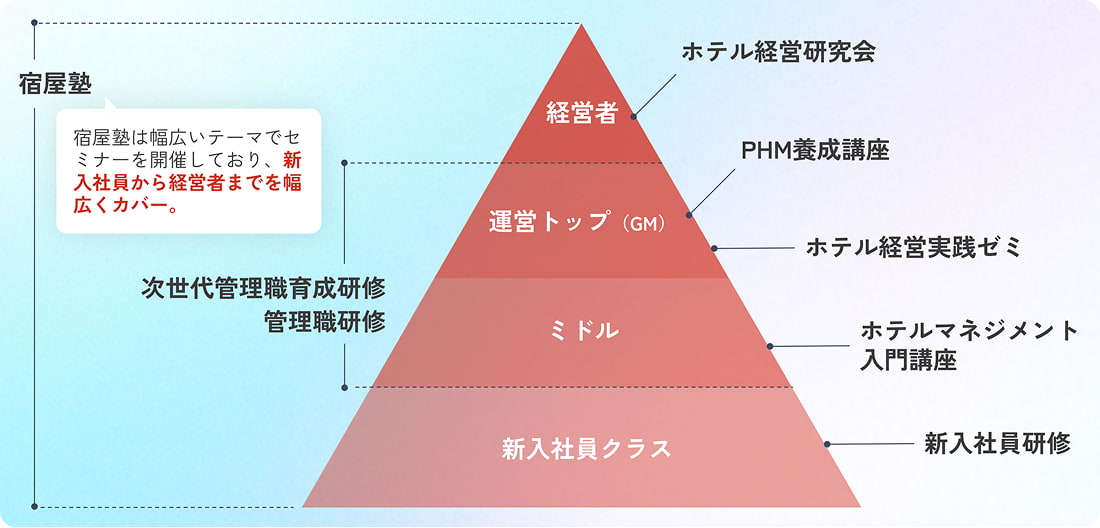 宿屋塾
宿屋塾は幅広いテーマでセ
ミナーを開催しており、新
入社員から経営者までを幅
広くカバー。
次世代管理職育成研修
管理職研修
経営者
運営トップ（GM）
ミドル
新入社員クラス
ホテル経営研究会
PHM養成講座
ホテル経営実践ゼミ
ホテルマネジメント
入門講座
新入社員研修